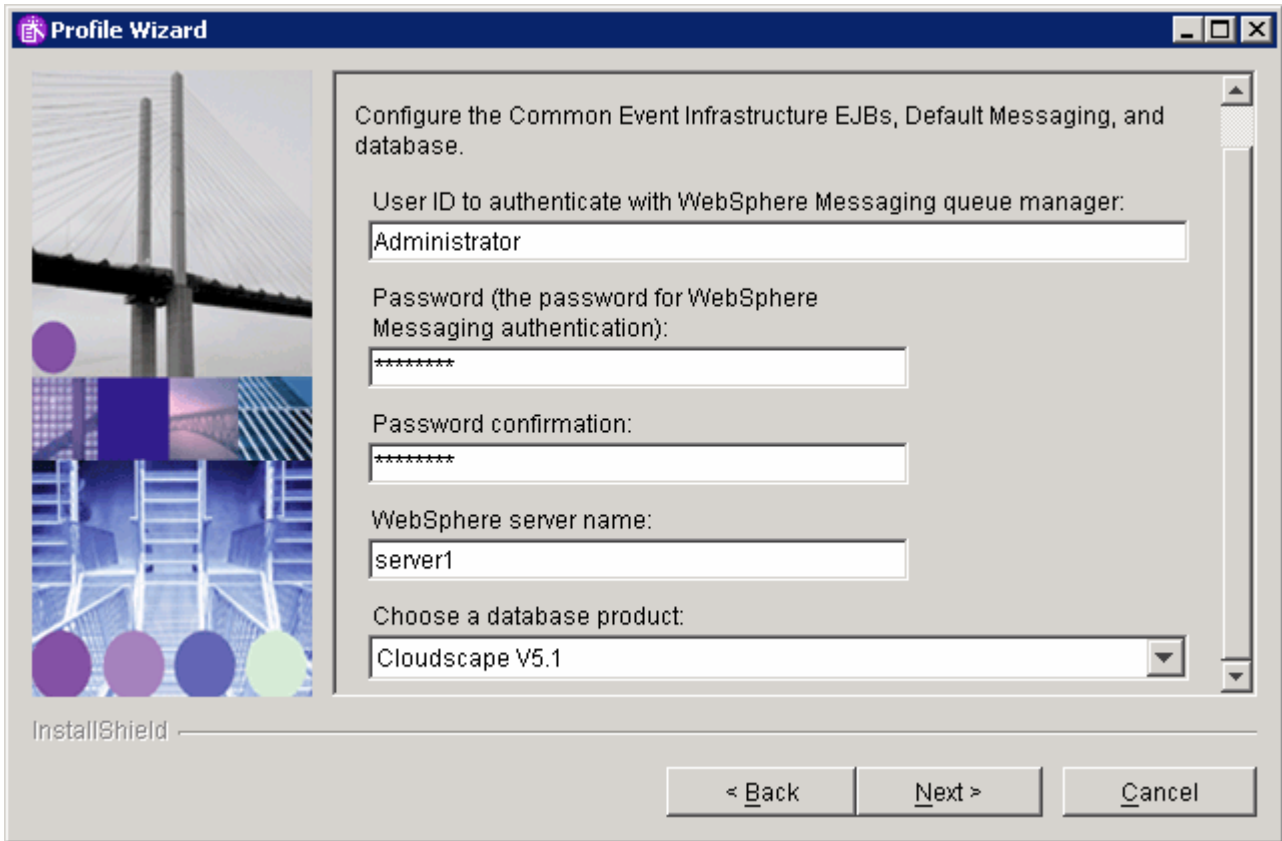 Profile Wizard
Configure the Common Event Infrastructure EJBs, Default Messaging, and
database.
User ID to authenticate with WebSphere Messaging queue manager:
Administrator
Password (the password for WebSphere
Messaging authentication):
********
Password confirmation:
********
WebSphere server name:
server1
Choose a database product:
Cloudscape V5.1
InstallShield
< Back
Next >
Cancel